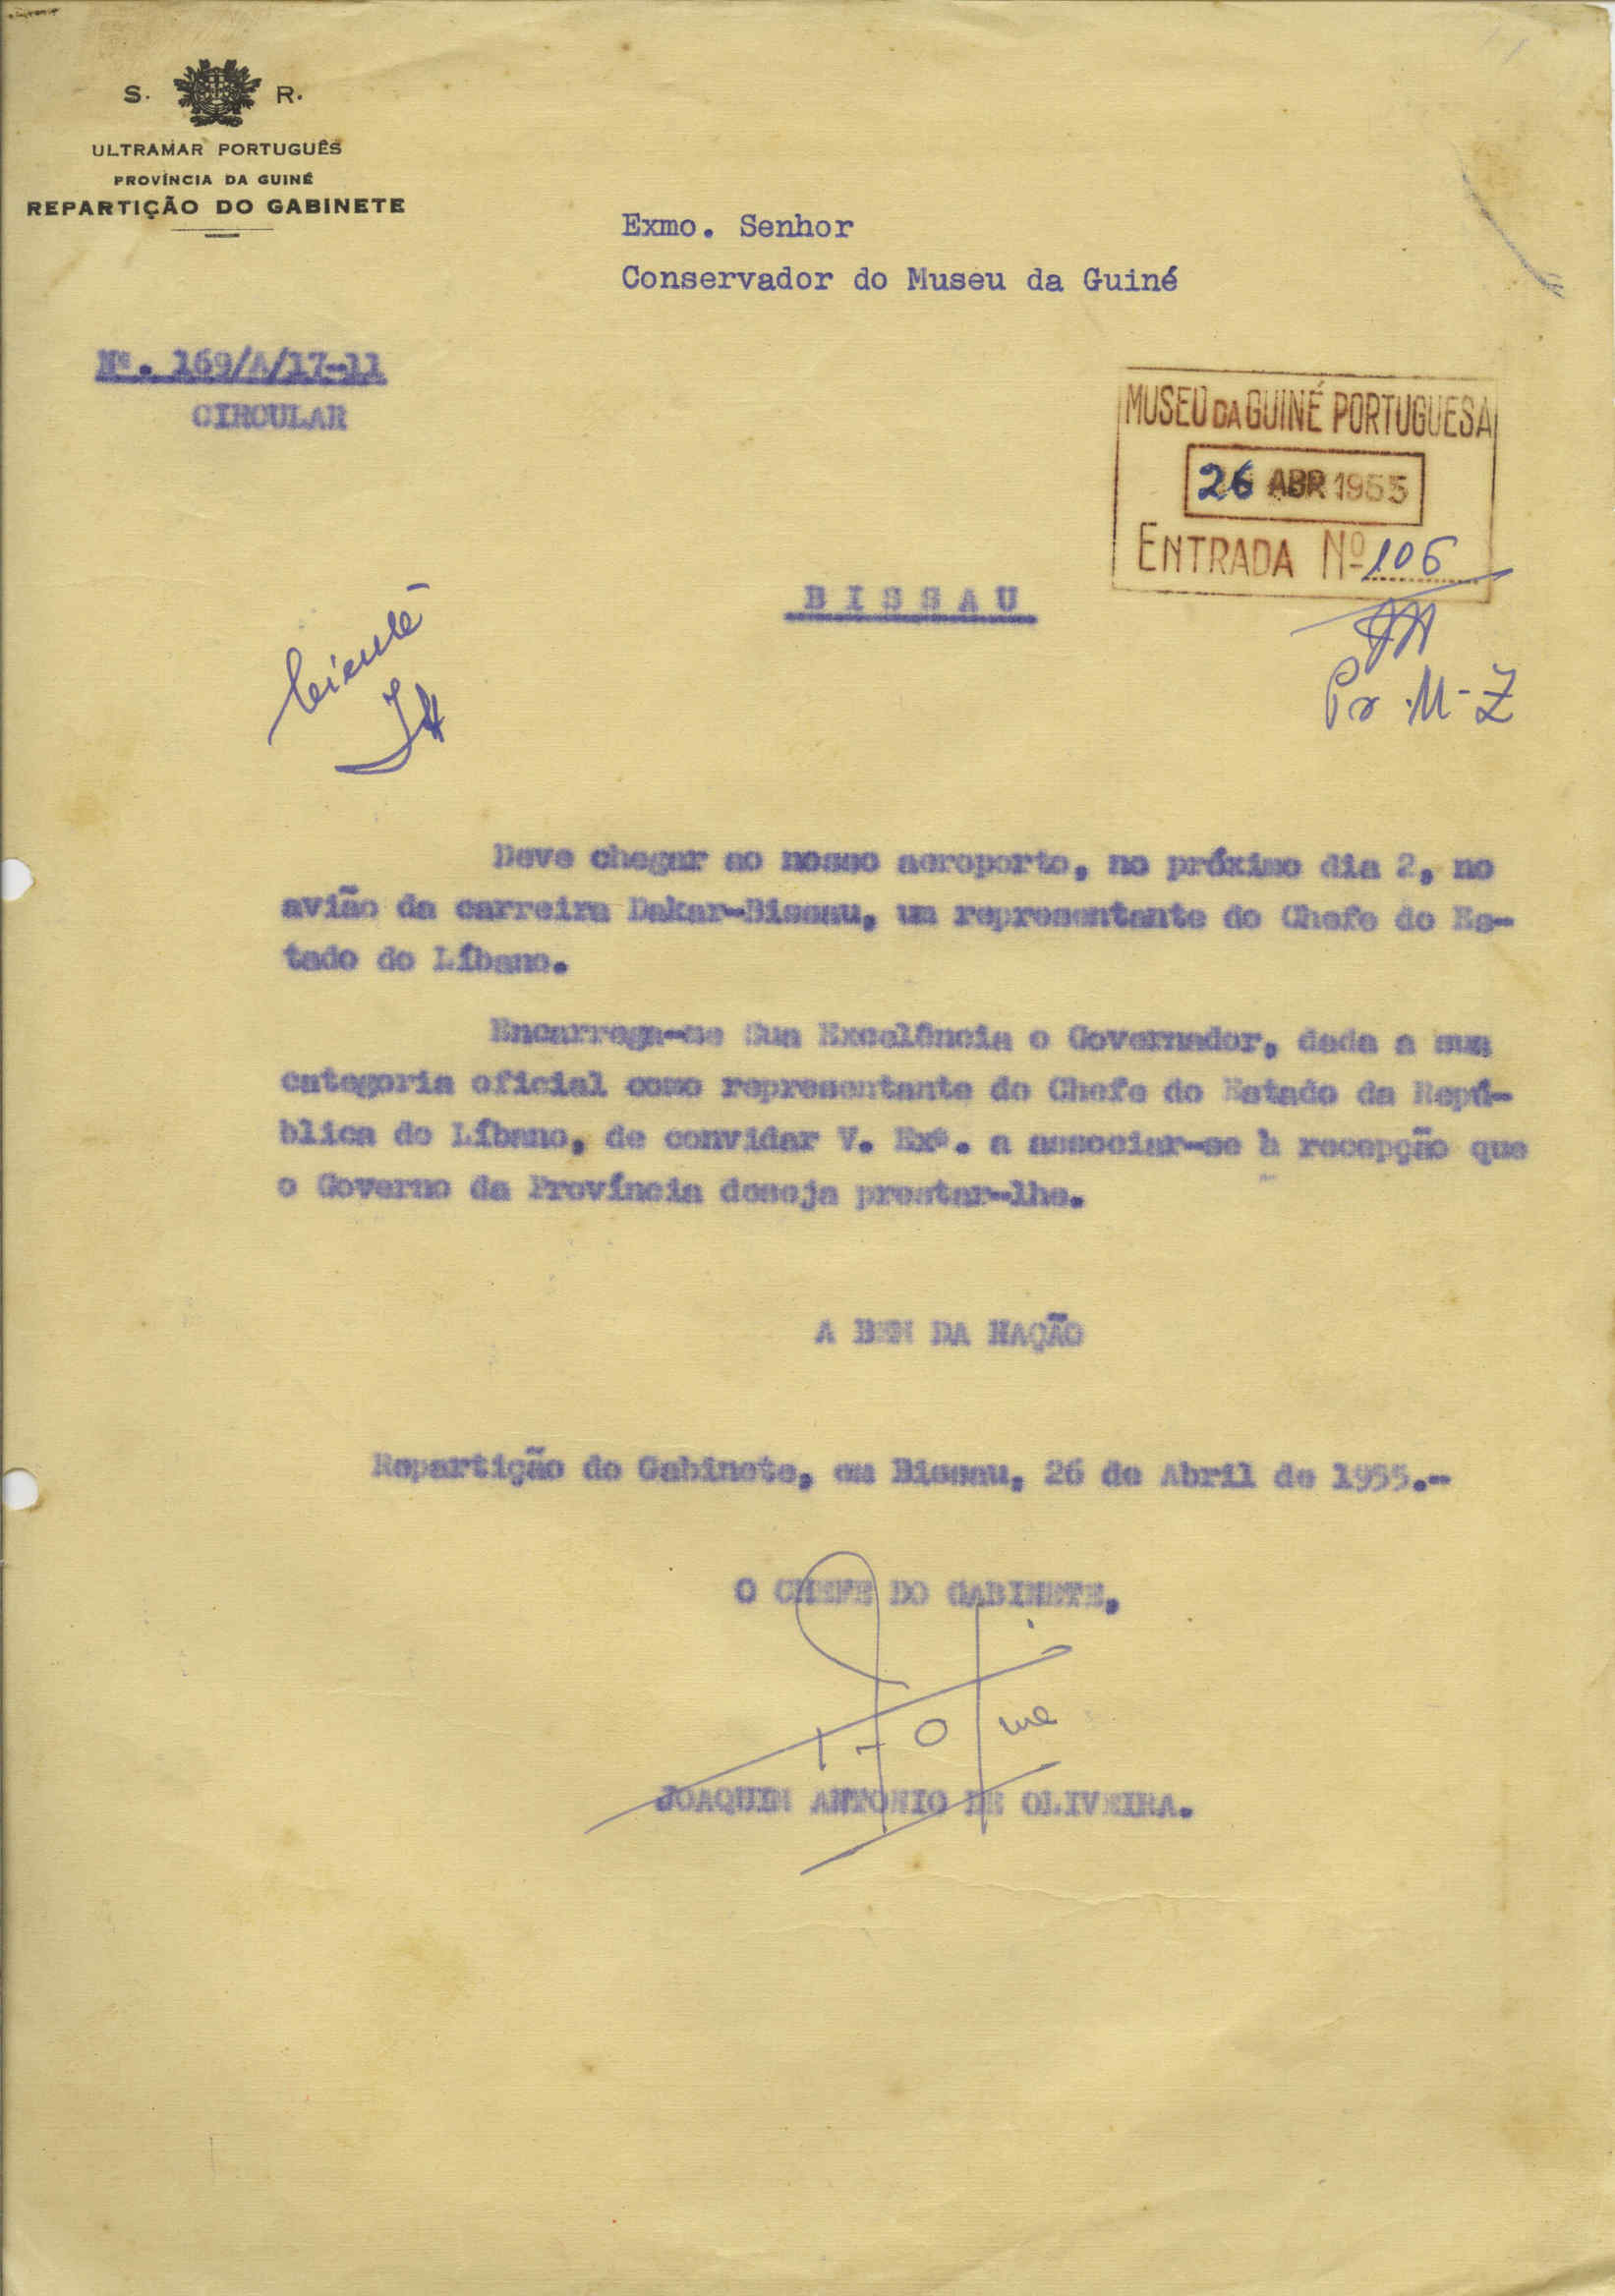 S. R.
ULTRAMAR PORTUGUÊS
PROVÍNCIA DA GUINÉ
REPARTIÇÃO DO GABINETE
Exmo. Senhor
Conservador do Museu da Guiné
Nº. 169/A/17-11
CIRCULAR
MUSEU DA GUINÉ PORTUGUESA
26 ABR 1955
ENTRADA Nº 106
BISSAU
Ciente
Pr M-Z
Deve chegar ao nosso aeroporto, no próximo dia 2, no
avião da carreira Dakar-Bissau, um representante do Chefe do Es-
tado do Líbano.
Encarrega-me Sua Excelência o Governador, dada a sua
categoria oficial como representante do Chefe do Estado da Repú-
blica do Líbano, de convidar V. Exª. a associar-se à recepção que
o Governo da Província deseja prestar-lhe.
A BEM DA NAÇÃO
Repartição do Gabinete, em Bissau, 26 de Abril de 1955.-
O CHEFE DO GABINETE,
JOAQUIM ANTONIO DE OLIVEIRA.